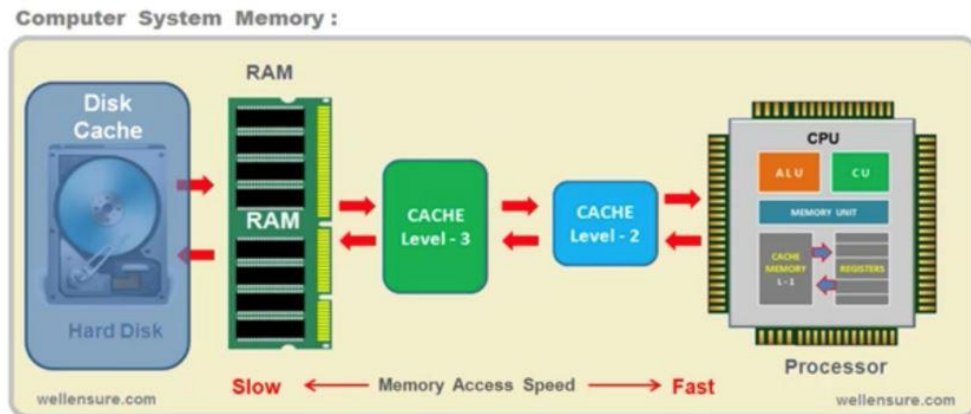 Computer System Memory :
RAM
Disk
Cache
Hard Disk
RAM
CACHE
Level - 3
CACHE
Level - 2
CPU
ALU
CU
MEMORY UNIT
CACHE
MEMORY
L - 1
REGISTERS
Processor
Slow
Memory Access Speed
Fast
wellensure.com
wellensure.com